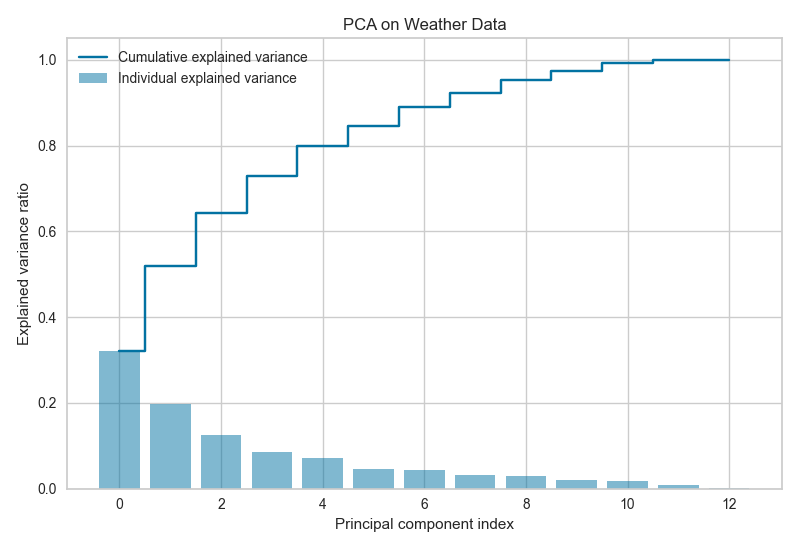 PCA on Weather Data
Cumulative explained variance
Individual explained variance
Explained variance ratio
1.0
0.8
0.6
0.4
0.2
0.0
0 2 4 6 8 10 12
Principal component index